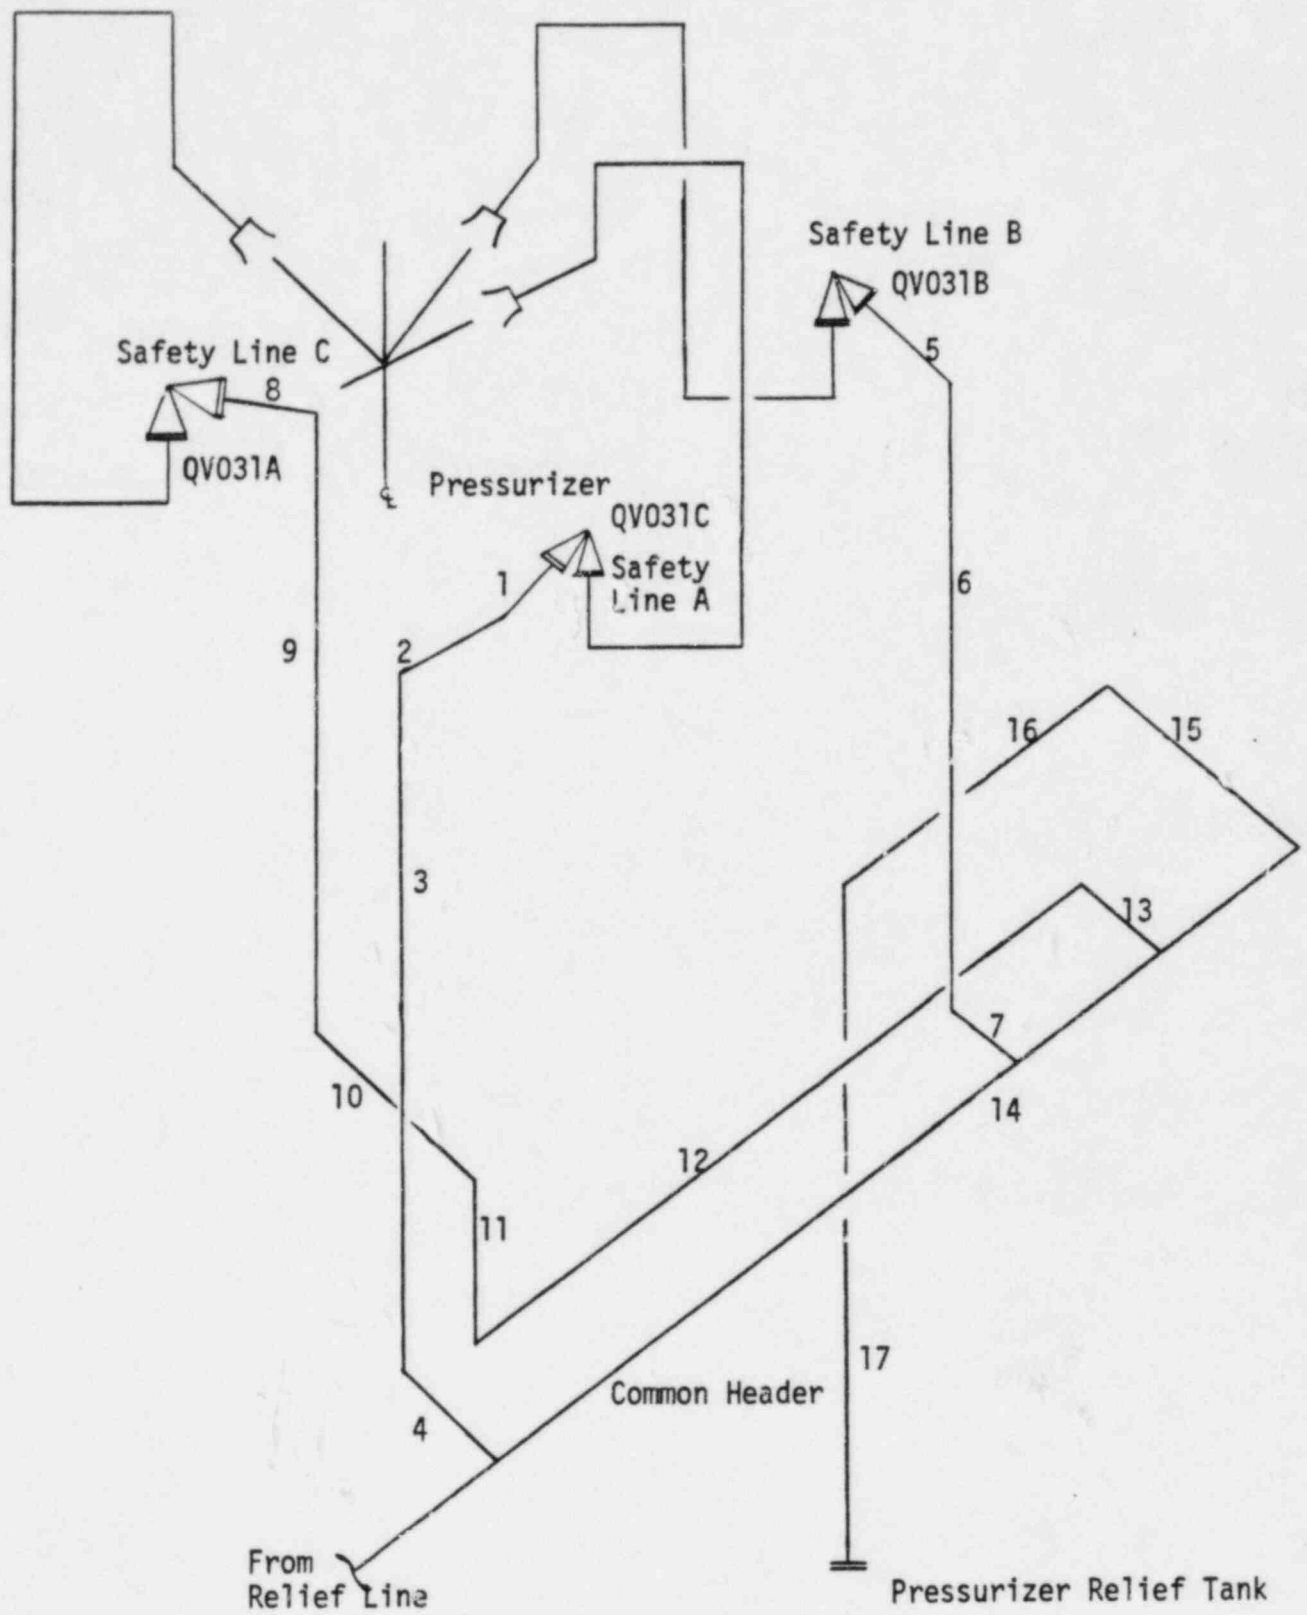 Safety Line B
QV031B
5
Safety Line C
8
QV031A
℄
Pressurizer
QV031C
Safety
Line A
1
6
9
2
16
15
3
13
7
10
14
12
11
17
Common Header
4
From
Relief Line
Pressurizer Relief Tank